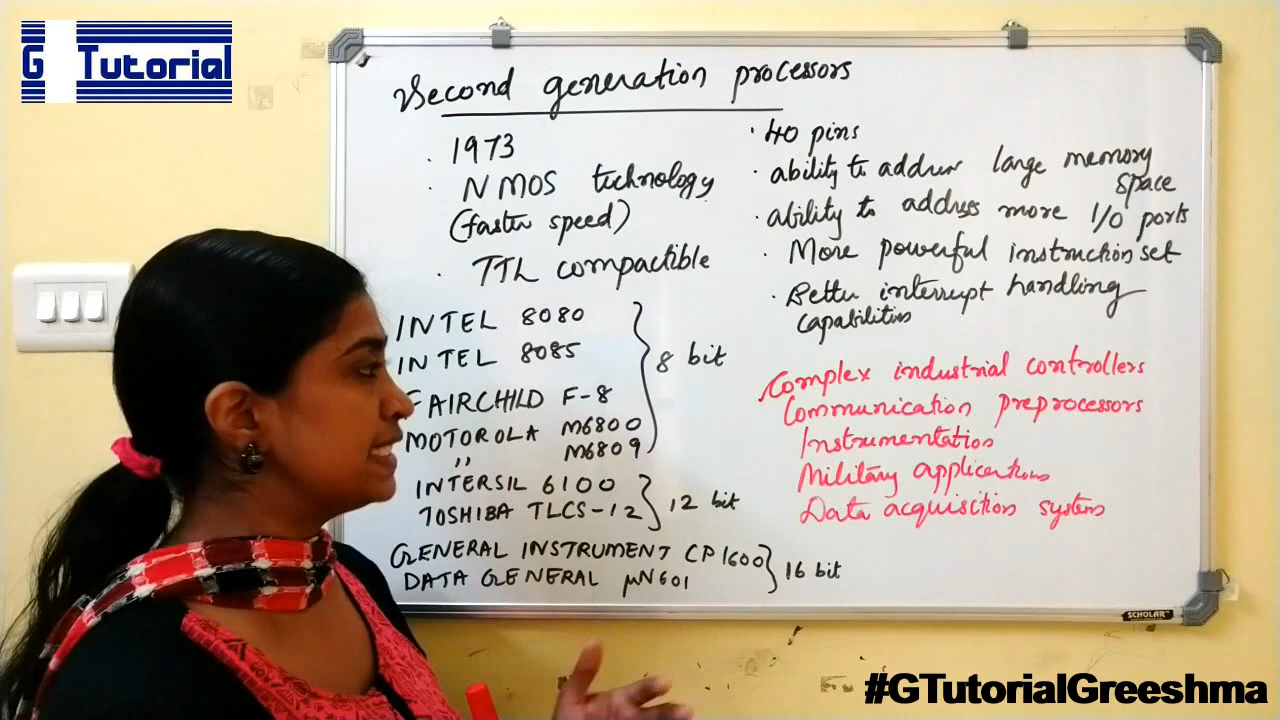 G Tutorial
Second generation processors
. 1973
. NMOS technology
(faster speed)
. TTL compactible
INTEL 8080
INTEL 8085
FAIRCHILD F-8
MOTOROLA M6800
,, M6809
8 bit
INTERSIL 6100
TOSHIBA TLCS-12
12 bit
GENERAL INSTRUMENT CP1600
DATA GENERAL μN601
16 bit
. 40 pins
. ability to address large memory
space
. ability to address more I/O ports
. More powerful instruction set
. Better interrupt handling
capabilities
Complex industrial controllers
Communication preprocessors
Instrumentation
Military applications
Data acquisition systems
SCHOLAR
#GTutorialGreeshma